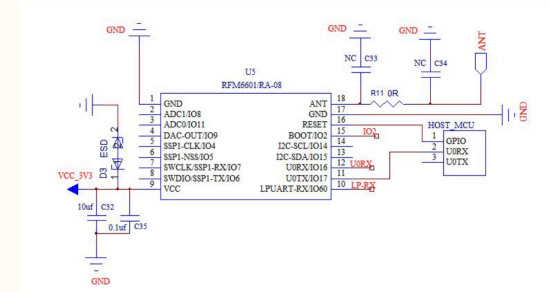 GND
GND
GND
NC C33
NC C34
ANT
U5
RFM6601/RA-08
R11 0R
1 GND
2 ADC1/IO8
3 ADC0/IO11
4 DAC-OUT/IO9
5 SSP1-CLK/IO4
6 SSP1-NSS/IO5
7 SWCLK/SSP1-RX/IO7
8 SWDIO/SSP1-TX/IO6
9 VCC
ANT 18
GND 17
RESET 16
BOOT/IO2 15 IO2
I2C-SCL/IO14 14
I2C-SDA/IO15 13
U0RX/IO16 12 U0RX
U0TX/IO17 11
LPUART-RX/IO60 10 LP-RX
GND
HOST_MCU
1 GPIO
2 U0RX
3 U0TX
D3 ESD
1 2
VCC_3V3
10uf C32
0.1uf C35
GND